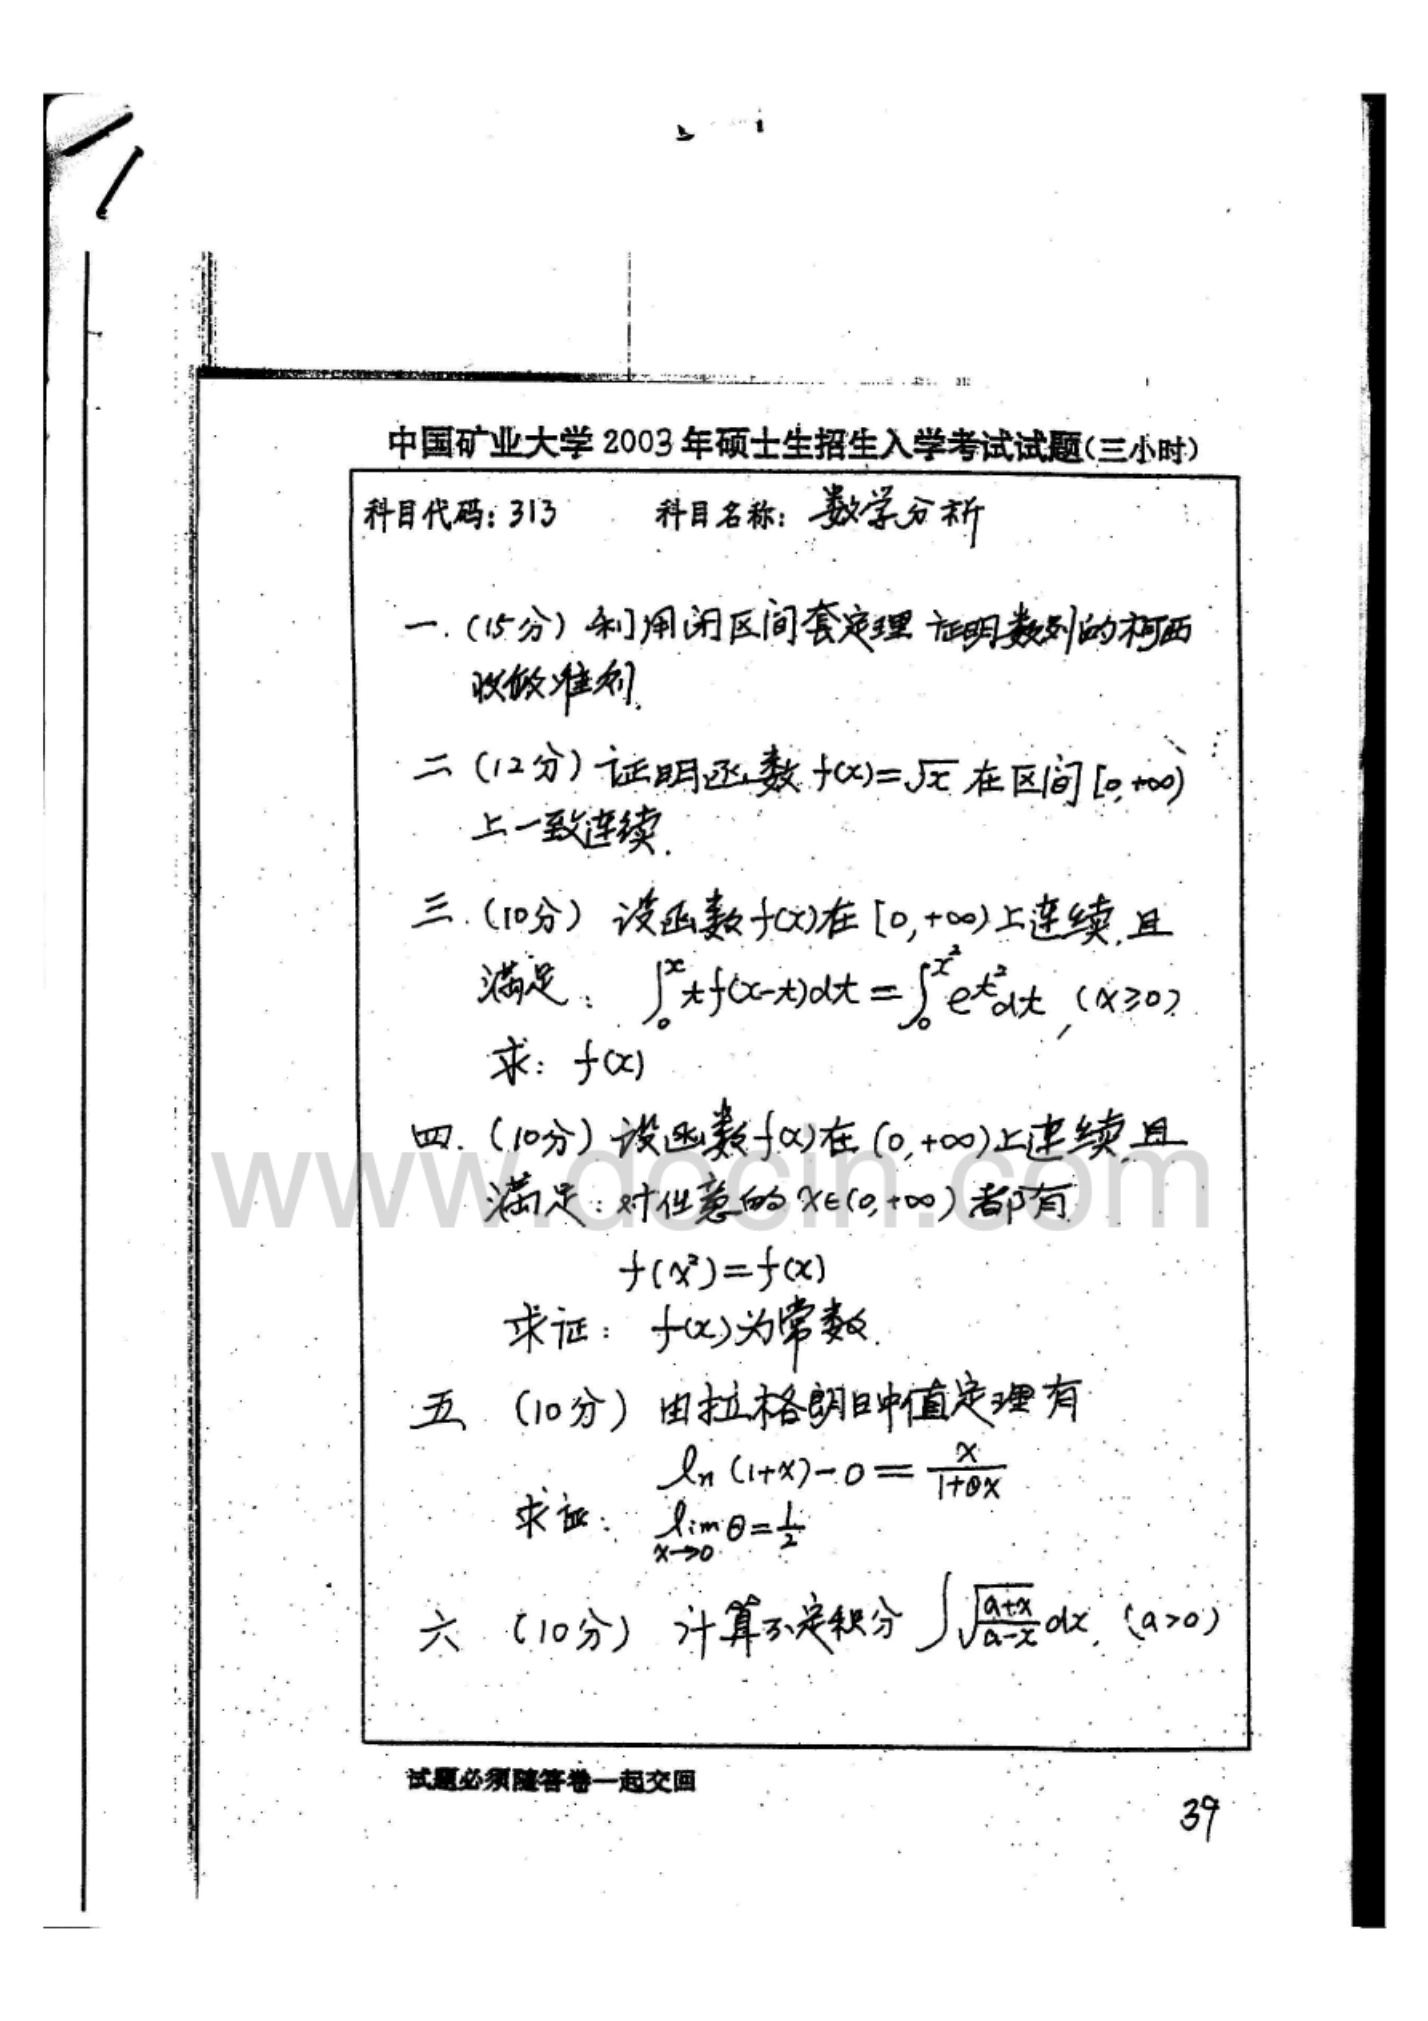 中国矿业大学2003年硕士生招生入学考试试题(三小时)
科目代码:313 科目名称:数学分析
一.(15分)利用闭区间套定理证明数列的柯西
收敛准则.
二(12分)证明函数f(x)=√x在区间[0,+∞)
上一致连续.
三.(10分)设函数f(x)在[0,+∞)上连续,且
满足:∫₀ˣtf(x-t)dt=∫₀^{x²}e^{t²}dt,(x≥0)
求:f(x)
四.(10分)设函数f(x)在(0,+∞)上连续,且
满足:对任意的x∈(0,+∞)都有
f(x²)=f(x)
求证:f(x)为常数.
五(10分)由拉格朗日中值定理有
ln(1+x)-0=x/(1+θx)
求证:lim_{x→0}θ=1/2
六(10分)计算不定积分∫√((a+x)/(a-x))dx,(a>0)
试题必须随答卷一起交回
39
www.docin.com